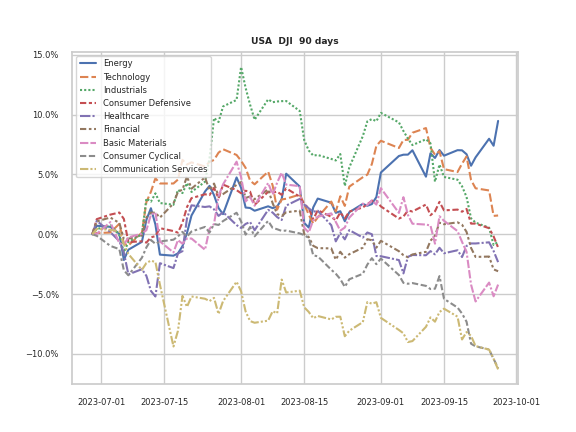 USA DJI 90 days
15.0%
10.0%
5.0%
0.0%
−5.0%
−10.0%
Energy
Technology
Industrials
Consumer Defensive
Healthcare
Financial
Basic Materials
Consumer Cyclical
Communication Services
2023-07-01 2023-07-15 2023-08-01 2023-08-15 2023-09-01 2023-09-15 2023-10-01